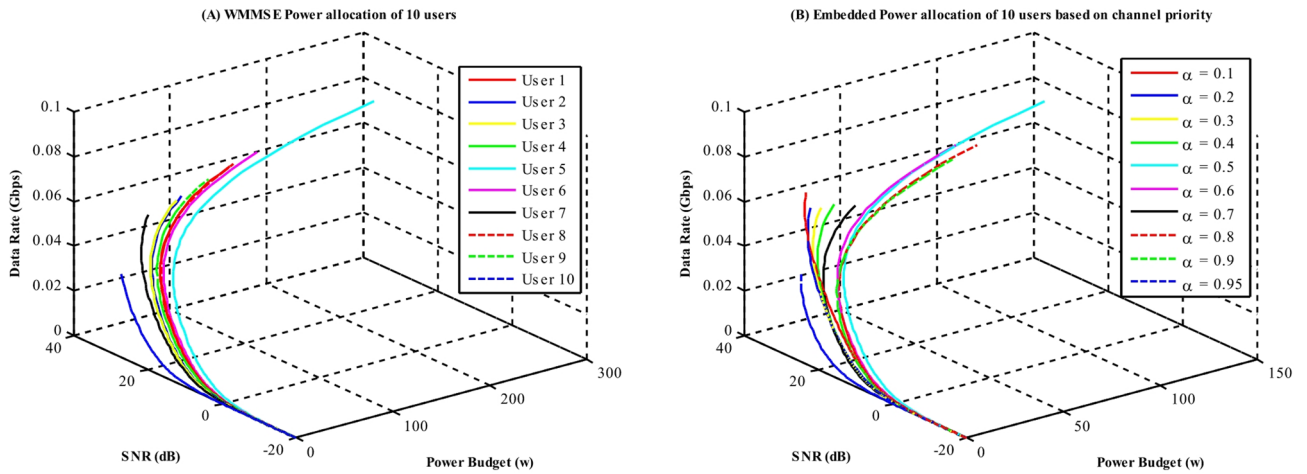 (A) WMMSE Power allocation of 10 users
0.1
0.08
0.06
0.04
0.02
0
40
20
0
-20
0
100
200
300
Data Rate (Gbps)
SNR (dB)
Power Budget (w)
User 1
User 2
User 3
User 4
User 5
User 6
User 7
User 8
User 9
User 10
(B) Embedded Power allocation of 10 users based on channel priority
0.1
0.08
0.06
0.04
0.02
0
40
20
0
-20
0
50
100
150
Data Rate (Gbps)
SNR (dB)
Power Budget (w)
α = 0.1
α = 0.2
α = 0.3
α = 0.4
α = 0.5
α = 0.6
α = 0.7
α = 0.8
α = 0.9
α = 0.95